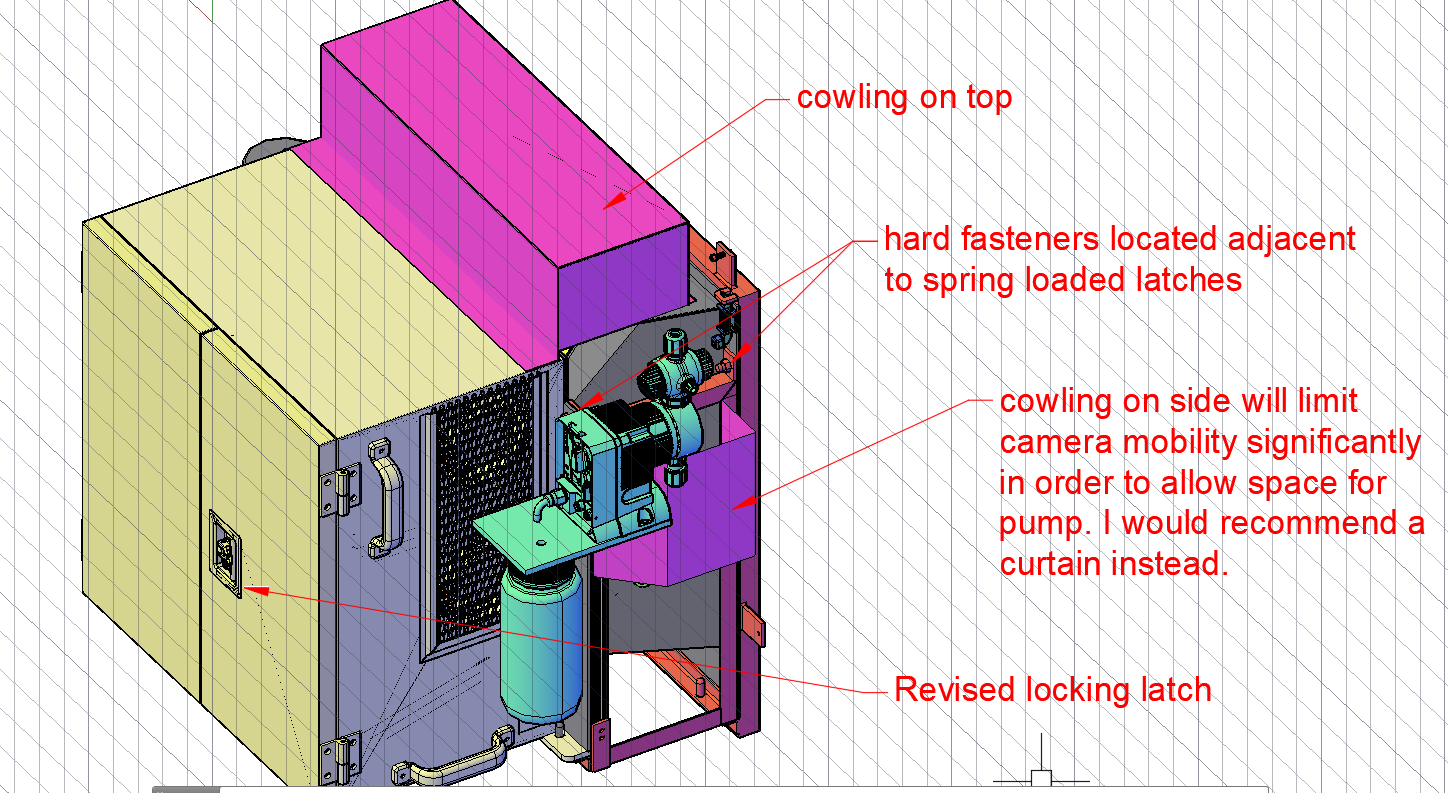 cowling on top
hard fasteners located adjacent
to spring loaded latches
cowling on side will limit
camera mobility significantly
in order to allow space for
pump. I would recommend a
curtain instead.
Revised locking latch